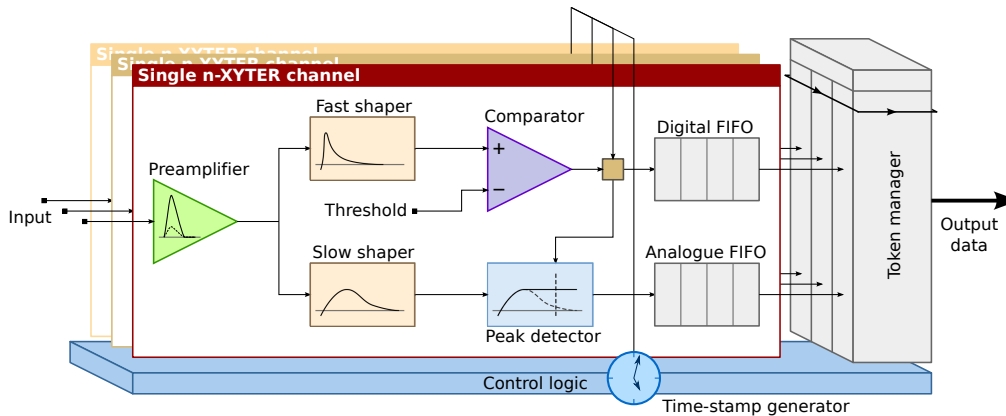 Single n-XYTER channel
Single n-XYTER channel
Single n-XYTER channel
Fast shaper
Comparator
Digital FIFO
Preamplifier
+
−
Input
Threshold
Token manager
Output
data
Slow shaper
Analogue FIFO
Peak detector
Control logic
Time-stamp generator